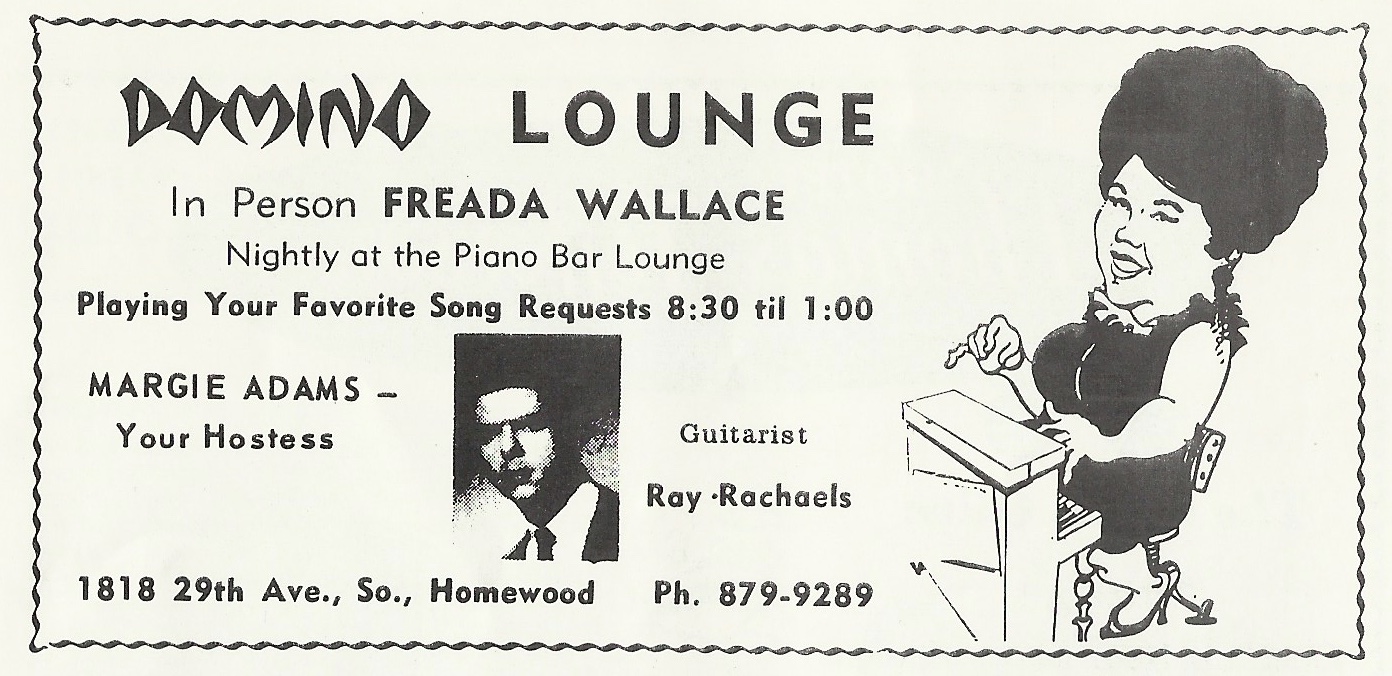 DOMINO LOUNGE
In Person FREADA WALLACE
Nightly at the Piano Bar Lounge
Playing Your Favorite Song Requests 8:30 til 1:00
MARGIE ADAMS –
Your Hostess
Guitarist
Ray Rachaels
1818 29th Ave., So., Homewood Ph. 879-9289